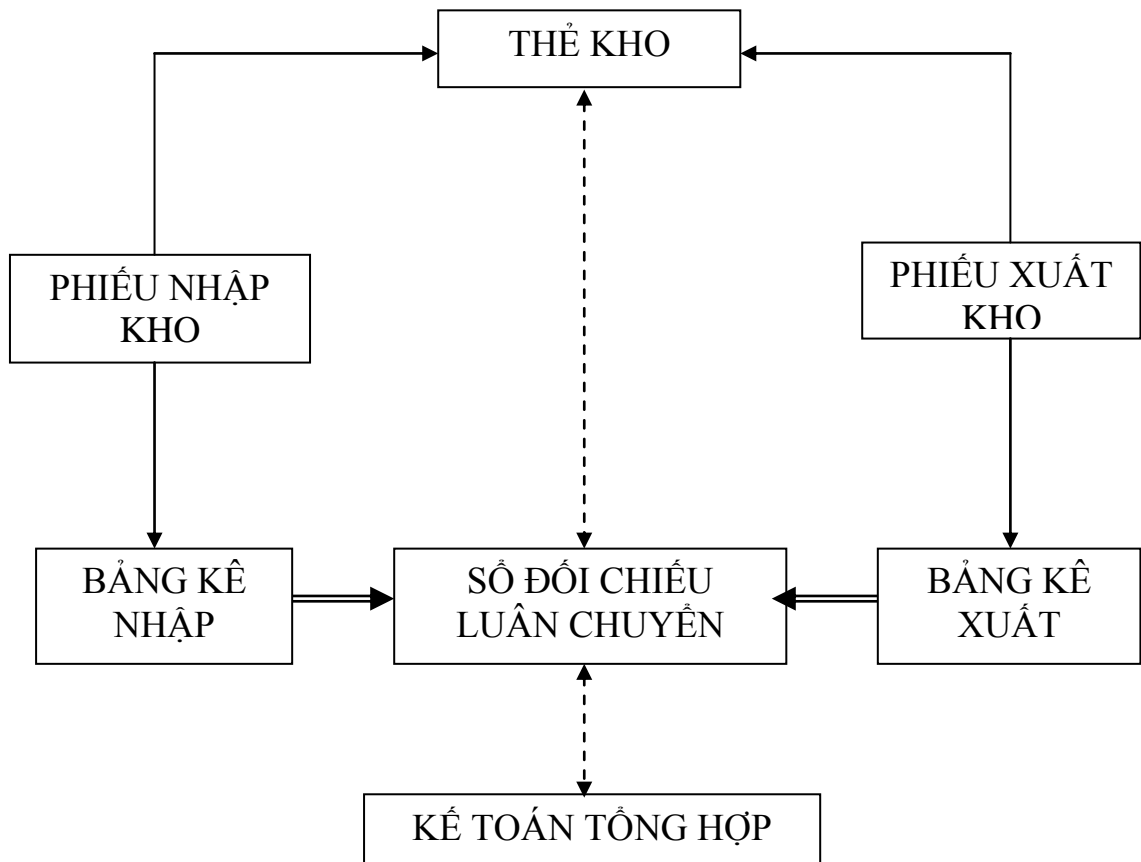 THẺ KHO
PHIẾU NHẬP
KHO
PHIẾU XUẤT
KHO
BẢNG KÊ
NHẬP
SỔ ĐỐI CHIẾU
LUÂN CHUYỂN
BẢNG KÊ
XUẤT
KẾ TOÁN TỔNG HỢP